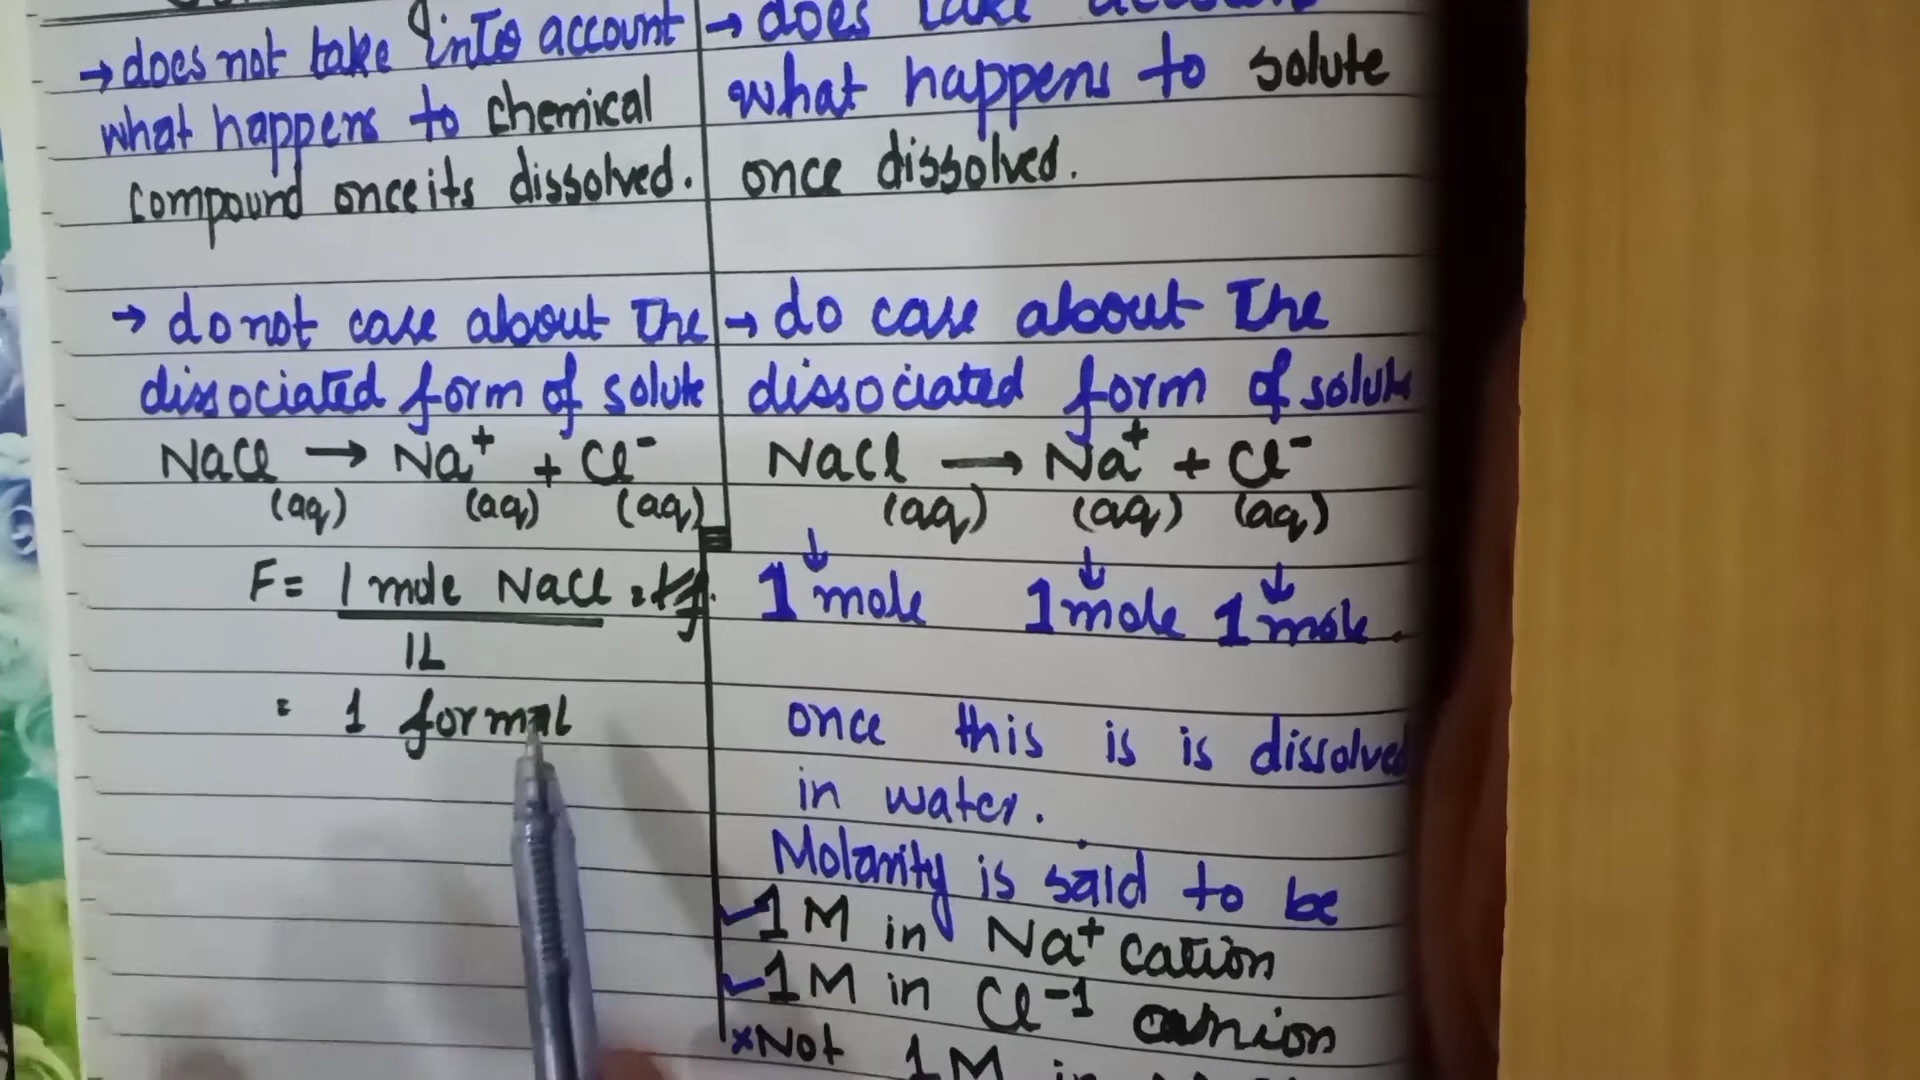 → does not take into account
what happens to chemical
compound once its dissolved.
→ do not care about the
dissociated form of solute
NaCl → Na⁺ + Cl⁻
(aq) (aq) (aq)
F = 1 mole NaCl
1L
= 1 formal
→ does take account
what happens to solute
once dissolved.
→ do care about the
dissociated form of solute
NaCl → Na⁺ + Cl⁻
(aq) (aq) (aq)
↓ ↓ ↓
1 mole 1 mole 1 mole.
once this is is dissolved
in water.
Molarity is said to be
✓1M in Na⁺ cation
✓1M in Cl⁻¹ anion
×Not 1M in